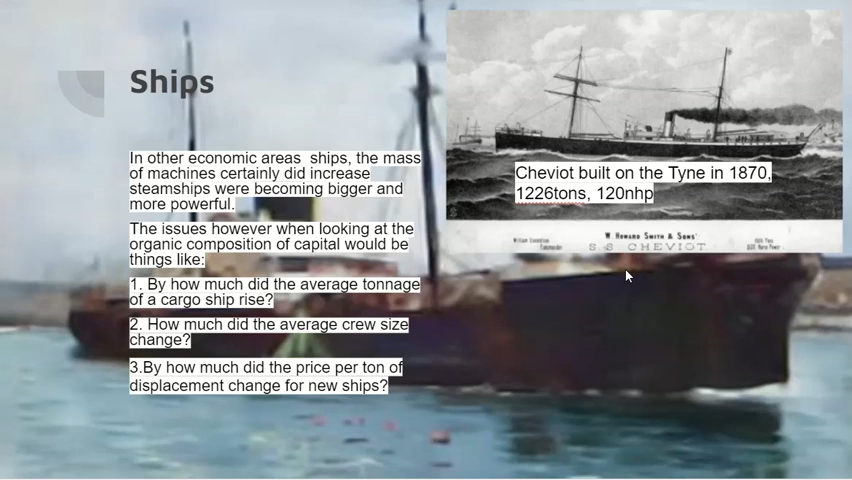 Ships
In other economic areas  ships, the mass
of machines certainly did increase
steamships were becoming bigger and
more powerful.
The issues however when looking at the
organic composition of capital would be
things like:
1. By how much did the average tonnage
of a cargo ship rise?
2. How much did the average crew size
change?
3.By how much did the price per ton of
displacement change for new ships?
Cheviot built on the Tyne in 1870,
1226tons, 120nhp
W. Howard Smith & Sons'
S S CHEVIOT